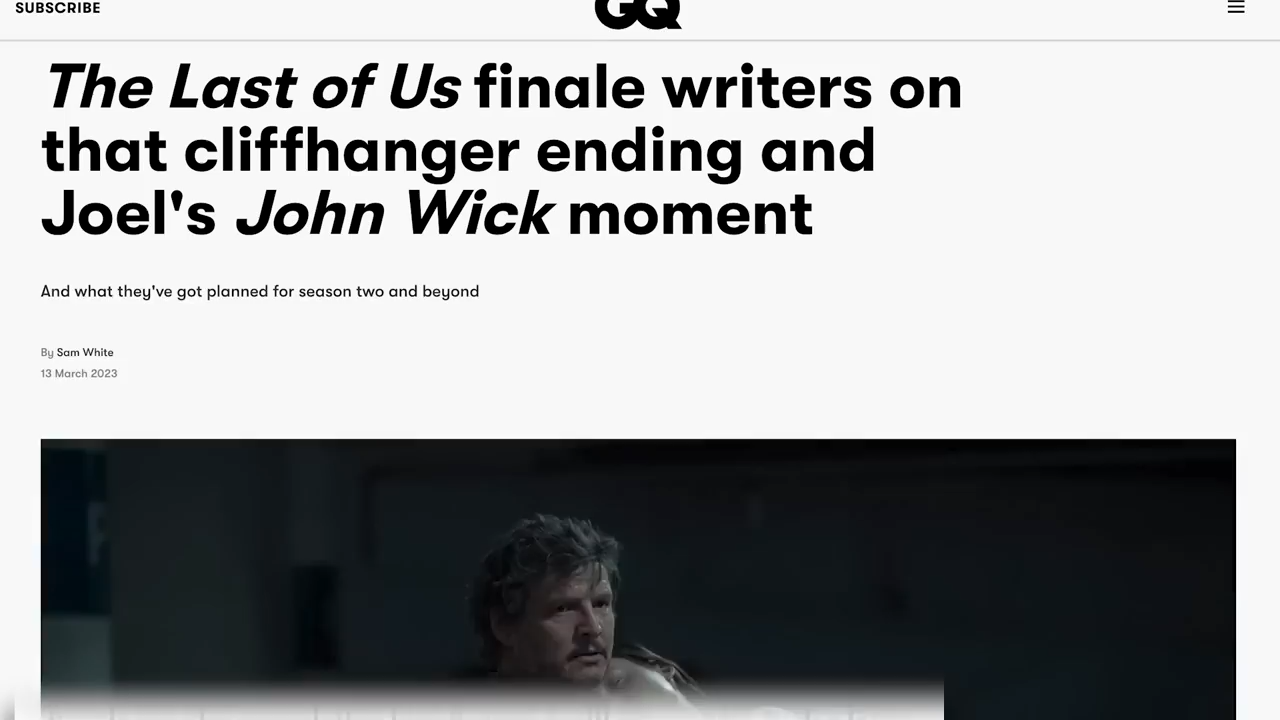 SUBSCRIBE
GQ
The Last of Us finale writers on
that cliffhanger ending and
Joel's John Wick moment
And what they've got planned for season two and beyond
By Sam White
13 March 2023